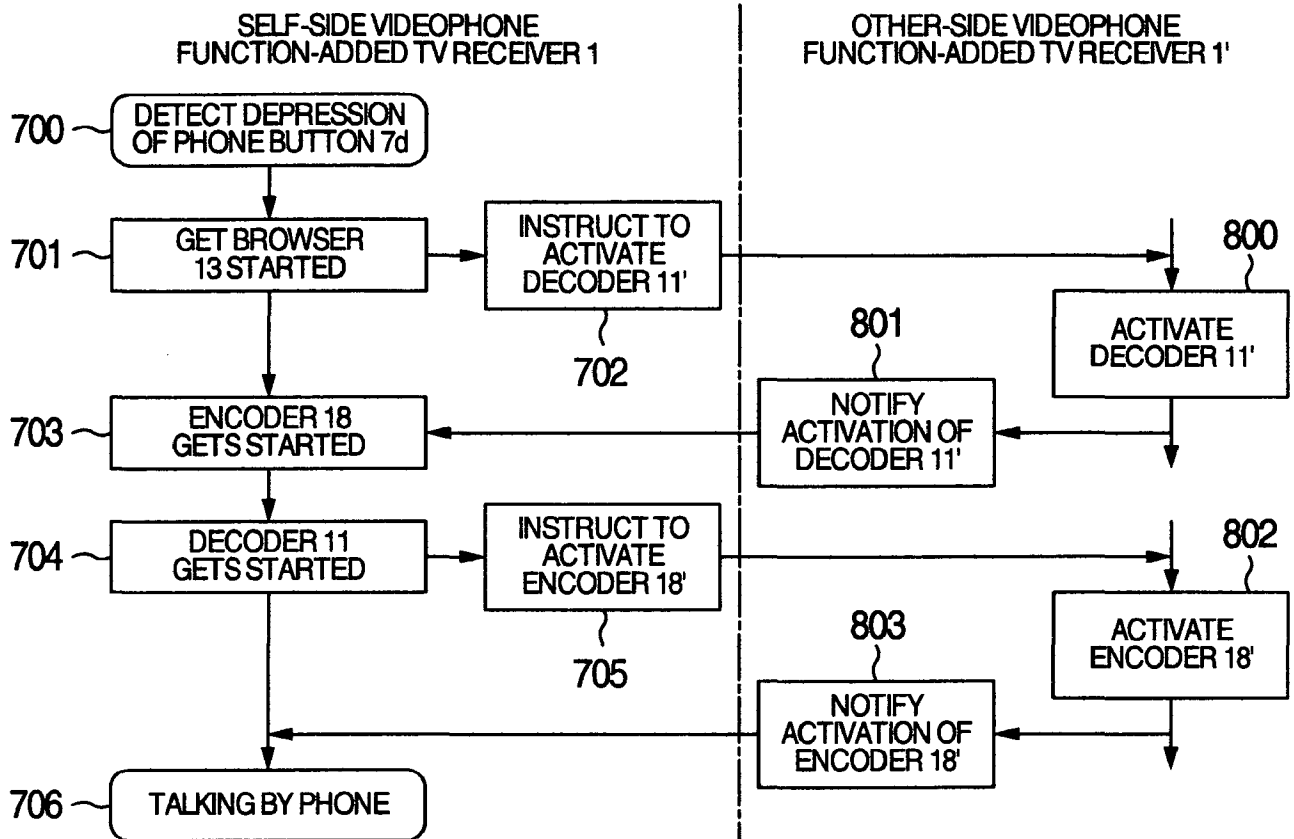 SELF-SIDE VIDEOPHONE
FUNCTION-ADDED TV RECEIVER 1
OTHER-SIDE VIDEOPHONE
FUNCTION-ADDED TV RECEIVER 1'
700
DETECT DEPRESSION
OF PHONE BUTTON 7d
701
GET BROWSER
13 STARTED
INSTRUCT TO
ACTIVATE
DECODER 11'
702
800
ACTIVATE
DECODER 11'
801
NOTIFY
ACTIVATION OF
DECODER 11'
703
ENCODER 18
GETS STARTED
704
DECODER 11
GETS STARTED
INSTRUCT TO
ACTIVATE
ENCODER 18'
705
802
ACTIVATE
ENCODER 18'
803
NOTIFY
ACTIVATION OF
ENCODER 18'
706
TALKING BY PHONE